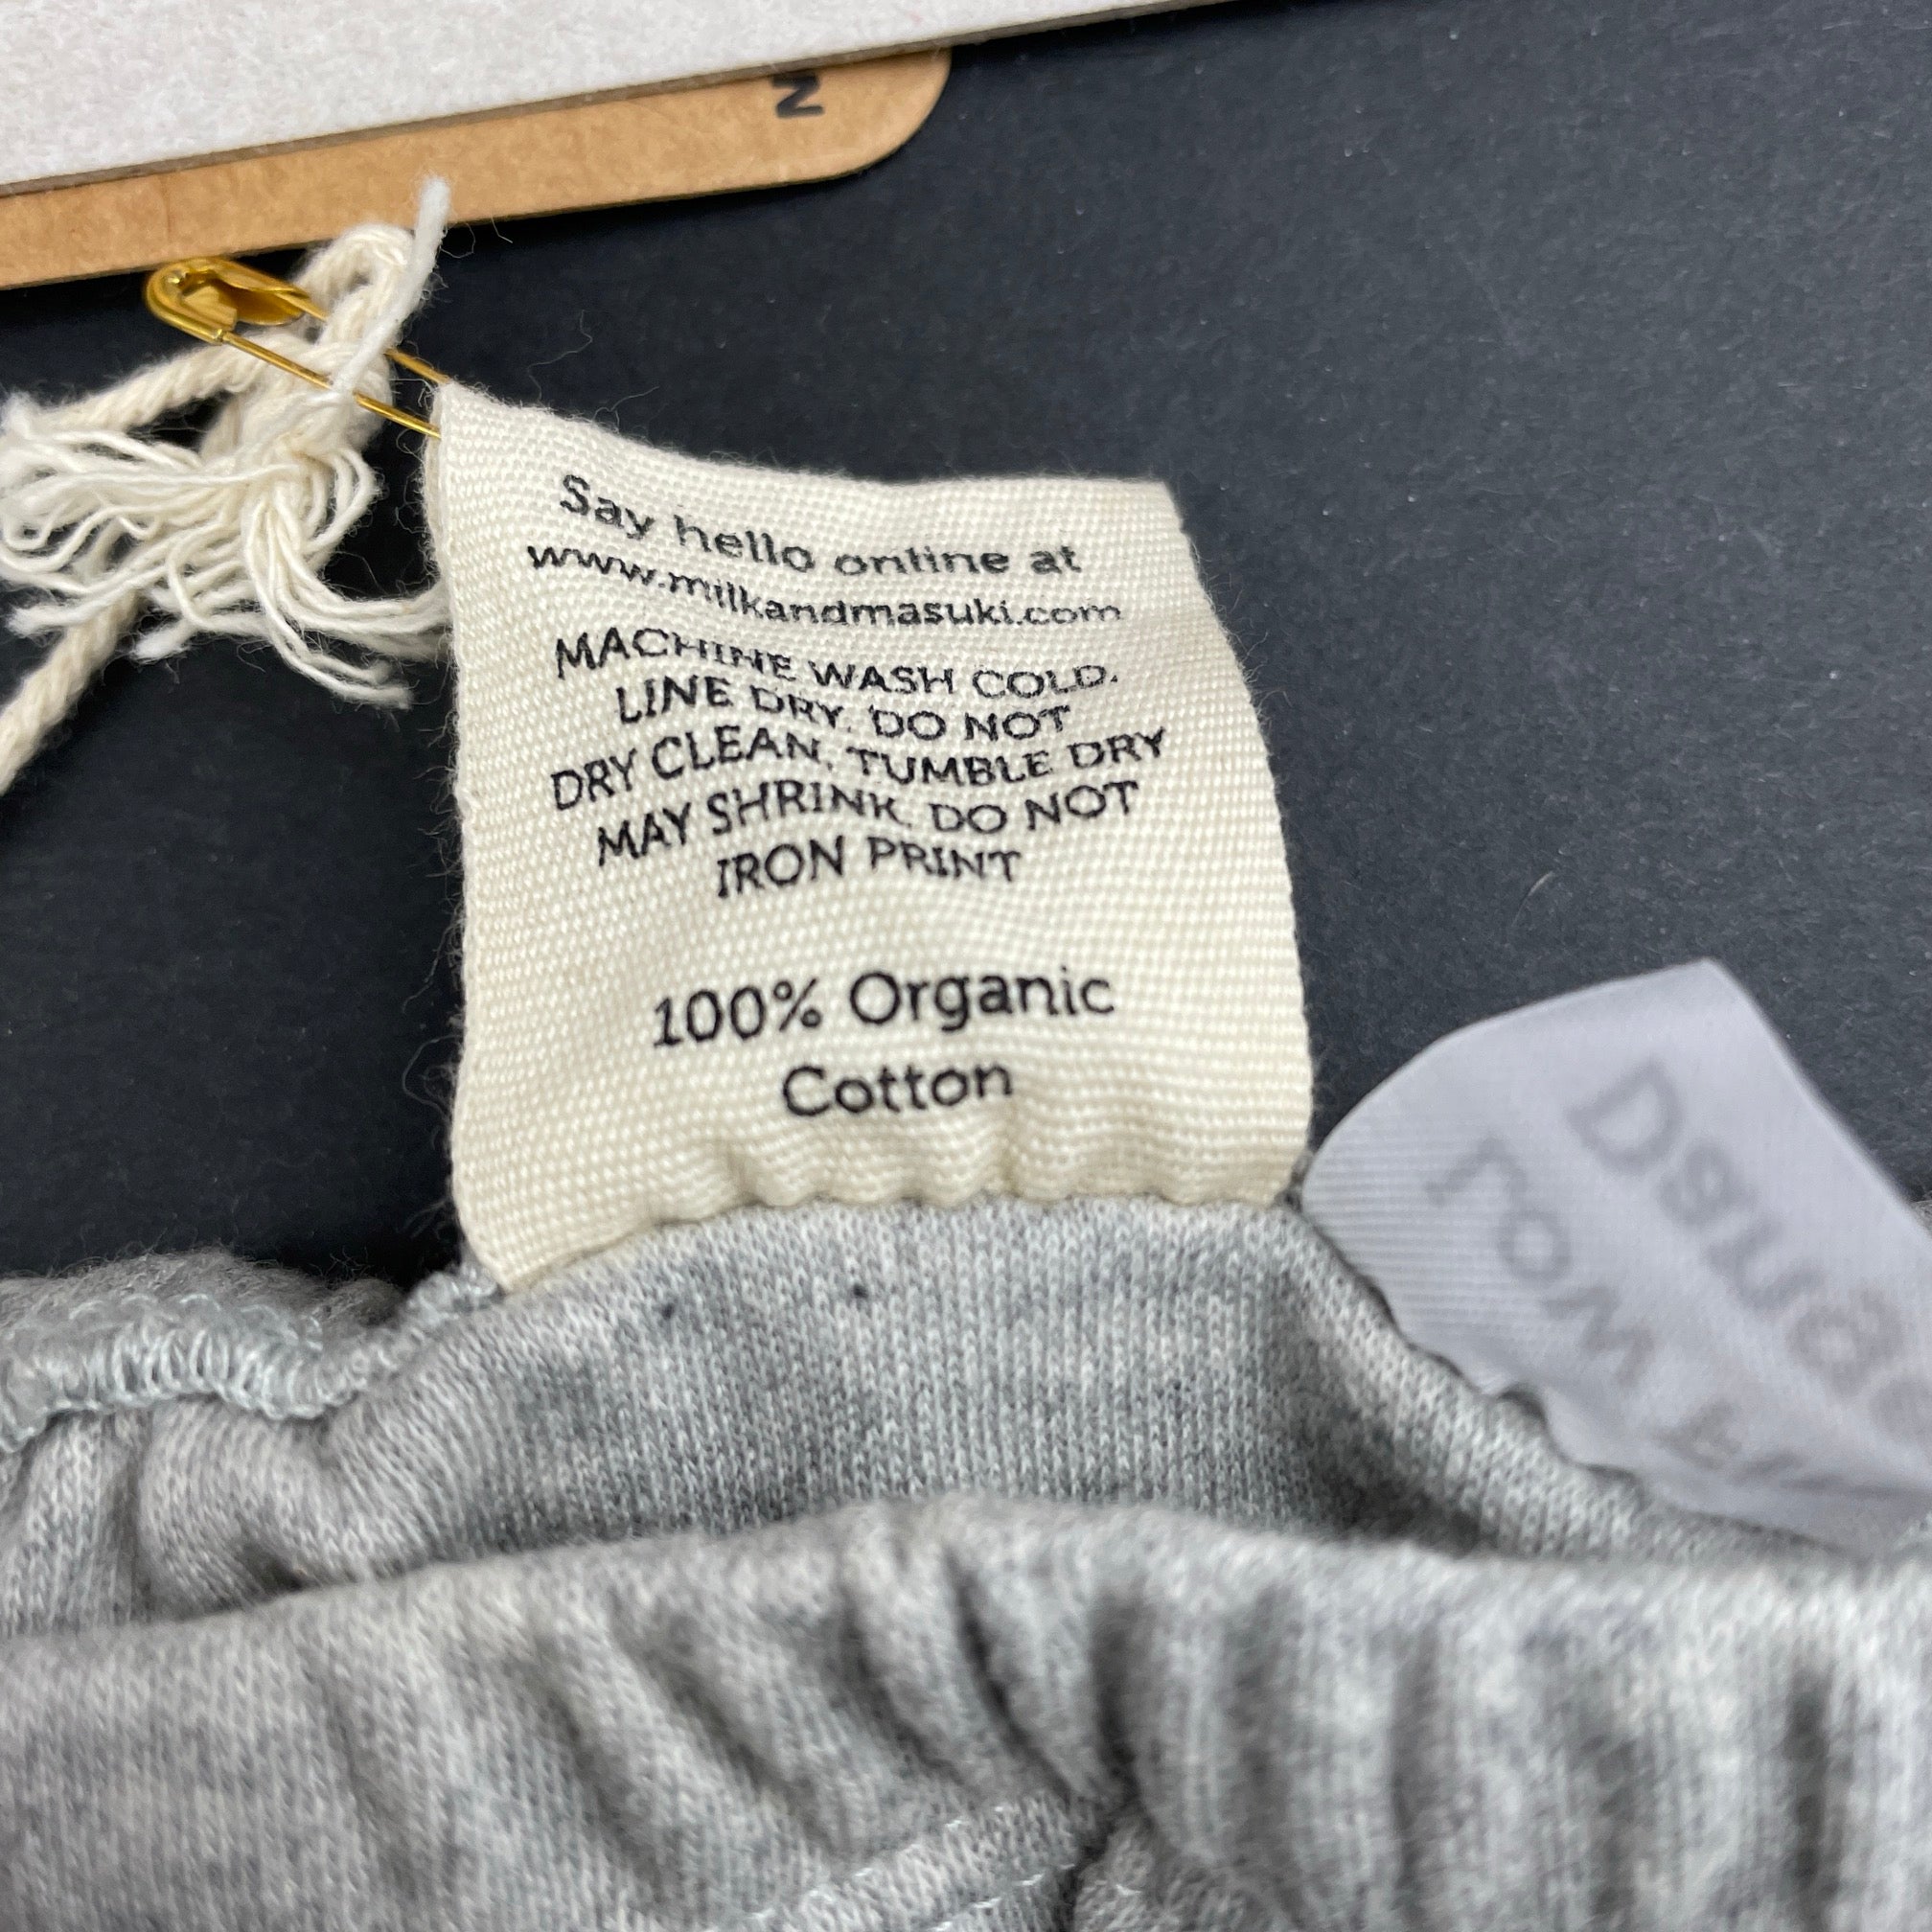 Say hello online at
www.milkandmasuki.com
MACHINE WASH COLD.
LINE DRY. DO NOT
DRY CLEAN. TUMBLE DRY
MAY SHRINK. DO NOT
IRON PRINT
100% Organic
Cotton